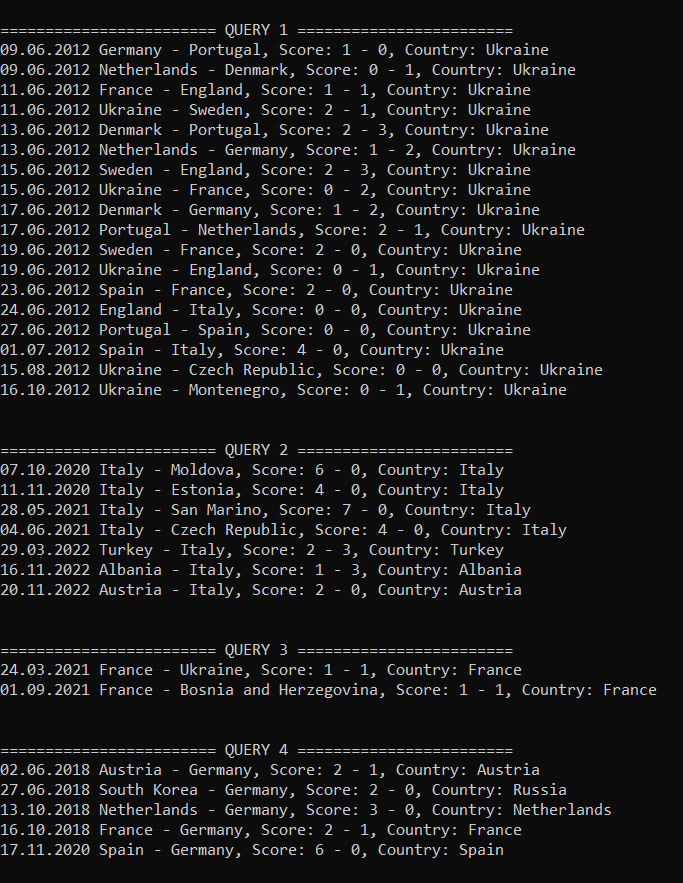 ======================== QUERY 1 ========================
09.06.2012 Germany - Portugal, Score: 1 - 0, Country: Ukraine
09.06.2012 Netherlands - Denmark, Score: 0 - 1, Country: Ukraine
11.06.2012 France - England, Score: 1 - 1, Country: Ukraine
11.06.2012 Ukraine - Sweden, Score: 2 - 1, Country: Ukraine
13.06.2012 Denmark - Portugal, Score: 2 - 3, Country: Ukraine
13.06.2012 Netherlands - Germany, Score: 1 - 2, Country: Ukraine
15.06.2012 Sweden - England, Score: 2 - 3, Country: Ukraine
15.06.2012 Ukraine - France, Score: 0 - 2, Country: Ukraine
17.06.2012 Denmark - Germany, Score: 1 - 2, Country: Ukraine
17.06.2012 Portugal - Netherlands, Score: 2 - 1, Country: Ukraine
19.06.2012 Sweden - France, Score: 2 - 0, Country: Ukraine
19.06.2012 Ukraine - England, Score: 0 - 1, Country: Ukraine
23.06.2012 Spain - France, Score: 2 - 0, Country: Ukraine
24.06.2012 England - Italy, Score: 0 - 0, Country: Ukraine
27.06.2012 Portugal - Spain, Score: 0 - 0, Country: Ukraine
01.07.2012 Spain - Italy, Score: 4 - 0, Country: Ukraine
15.08.2012 Ukraine - Czech Republic, Score: 0 - 0, Country: Ukraine
16.10.2012 Ukraine - Montenegro, Score: 0 - 1, Country: Ukraine
======================== QUERY 2 ========================
07.10.2020 Italy - Moldova, Score: 6 - 0, Country: Italy
11.11.2020 Italy - Estonia, Score: 4 - 0, Country: Italy
28.05.2021 Italy - San Marino, Score: 7 - 0, Country: Italy
04.06.2021 Italy - Czech Republic, Score: 4 - 0, Country: Italy
29.03.2022 Turkey - Italy, Score: 2 - 3, Country: Turkey
16.11.2022 Albania - Italy, Score: 1 - 3, Country: Albania
20.11.2022 Austria - Italy, Score: 2 - 0, Country: Austria
======================== QUERY 3 ========================
24.03.2021 France - Ukraine, Score: 1 - 1, Country: France
01.09.2021 France - Bosnia and Herzegovina, Score: 1 - 1, Country: France
======================== QUERY 4 ========================
02.06.2018 Austria - Germany, Score: 2 - 1, Country: Austria
27.06.2018 South Korea - Germany, Score: 2 - 0, Country: Russia
13.10.2018 Netherlands - Germany, Score: 3 - 0, Country: Netherlands
16.10.2018 France - Germany, Score: 2 - 1, Country: France
17.11.2020 Spain - Germany, Score: 6 - 0, Country: Spain